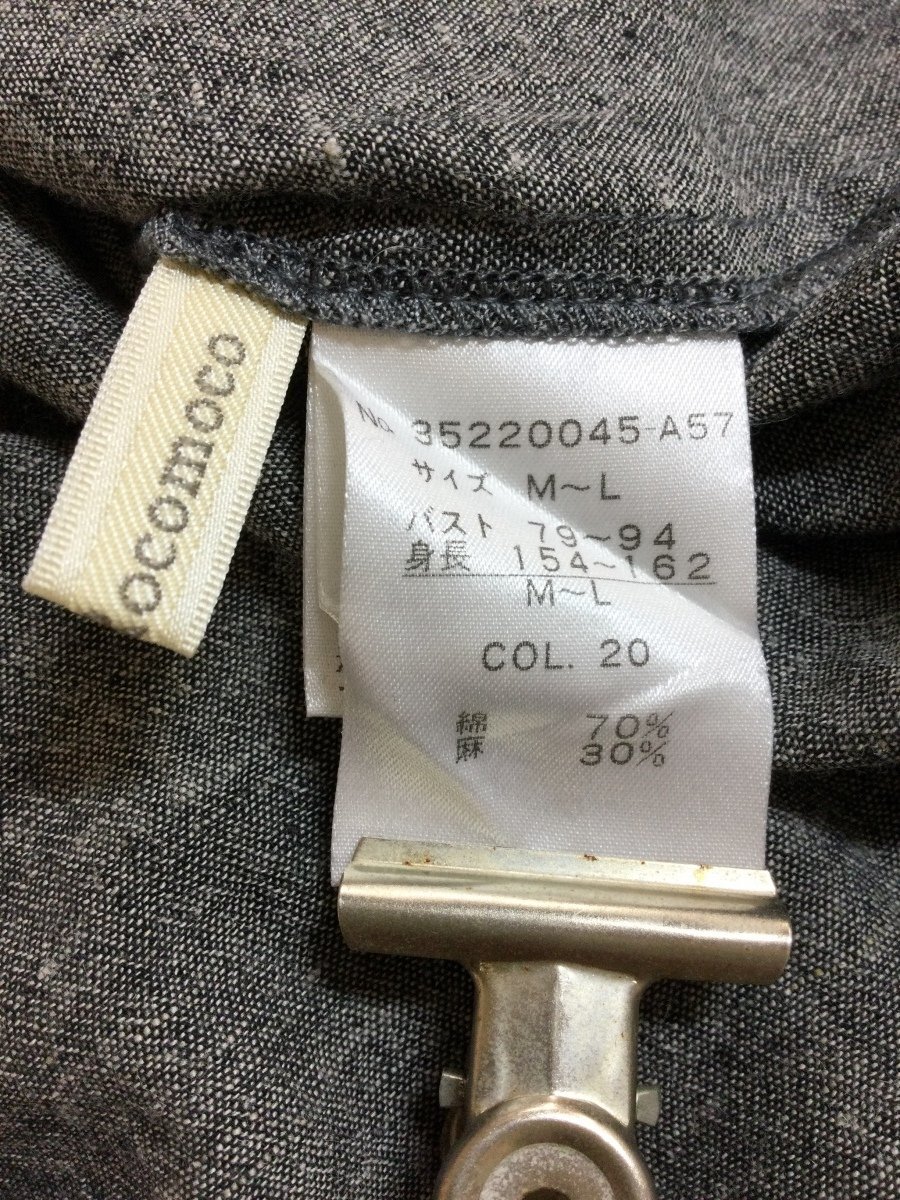 ocomoco
No. 35220045-A57
サイズ M～L
バスト 79～94
身長 154～162
M～L
COL. 20
綿 70%
麻 30%